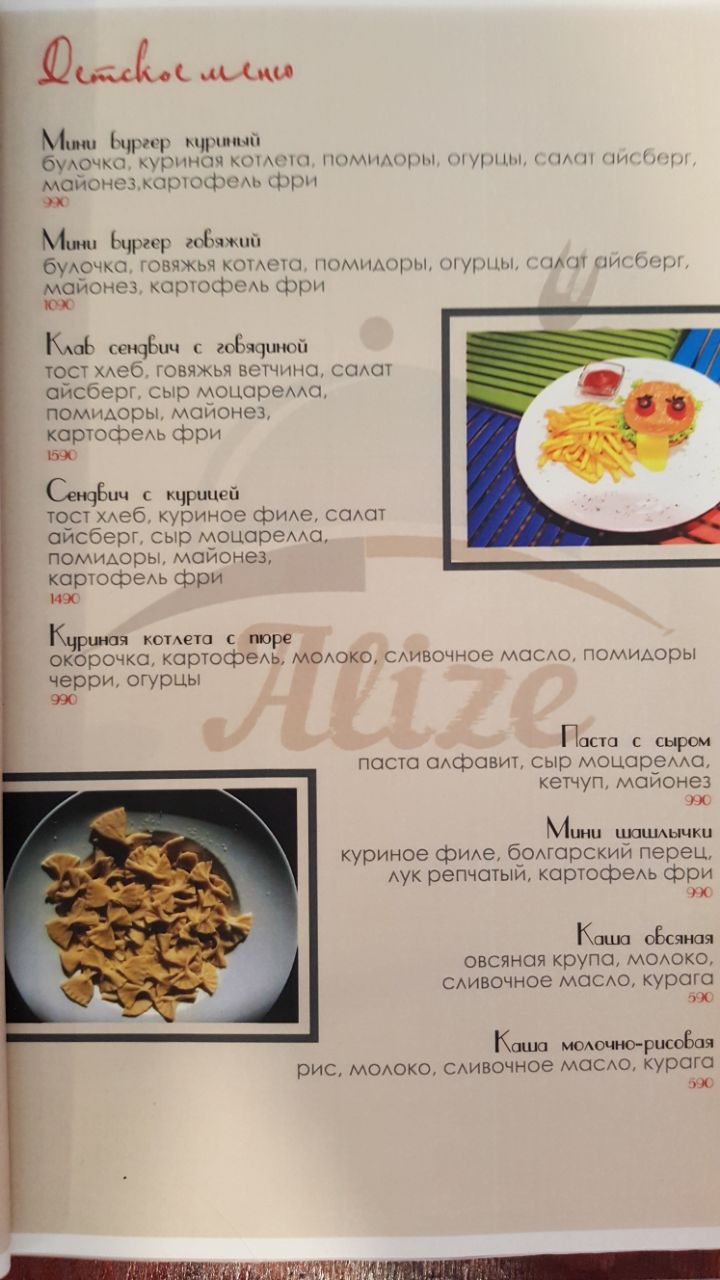 Детское меню
Мини бургер куриный
булочка, куриная котлета, помидоры, огурцы, салат айсберг,
майонез,картофель фри
990
Мини бургер говяжий
булочка, говяжья котлета, помидоры, огурцы, салат айсберг,
майонез, картофель фри
1090
Клаб сендвич с говядиной
тост хлеб, говяжья ветчина, салат
айсберг, сыр моцарелла,
помидоры, майонез,
картофель фри
1590
Сендвич с курицей
тост хлеб, куриное филе, салат
айсберг, сыр моцарелла,
помидоры, майонез,
картофель фри
1490
Куриная котлета с пюре
окорочка, картофель, молоко, сливочное масло, помидоры
черри, огурцы
990
Alize
Паста с сыром
паста алфавит, сыр моцарелла,
кетчуп, майонез
990
Мини шашлычки
куриное филе, болгарский перец,
лук репчатый, картофель фри
990
Каша овсяная
овсяная крупа, молоко,
сливочное масло, курага
590
Каша молочно-рисовая
рис, молоко, сливочное масло, курага
590